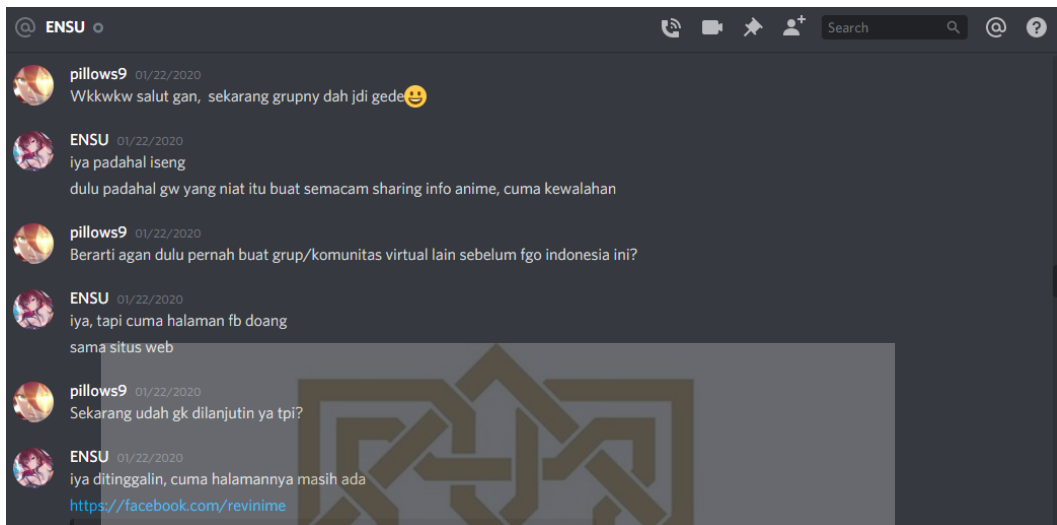 @ ENSU
Search
pillows9 01/22/2020
Wkkwkw salut gan, sekarang grupny dah jdi gede😃
ENSU 01/22/2020
iya padahal iseng
dulu padahal gw yang niat itu buat semacam sharing info anime, cuma kewalahan
pillows9 01/22/2020
Berarti agan dulu pernah buat grup/komunitas virtual lain sebelum fgo indonesia ini?
ENSU 01/22/2020
iya, tapi cuma halaman fb doang
sama situs web
pillows9 01/22/2020
Sekarang udah gk dilanjutin ya tpi?
ENSU 01/22/2020
iya ditinggalin, cuma halamannya masih ada
https://facebook.com/revinime